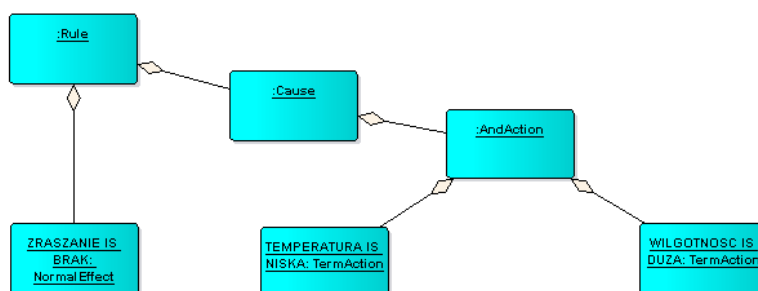 :Rule
:Cause
:AndAction
ZRASZANIE IS
BRAK:
NormalEffect
TEMPERATURA IS
NISKA: TermAction
WILGOTNOSC IS
DUZA: TermAction